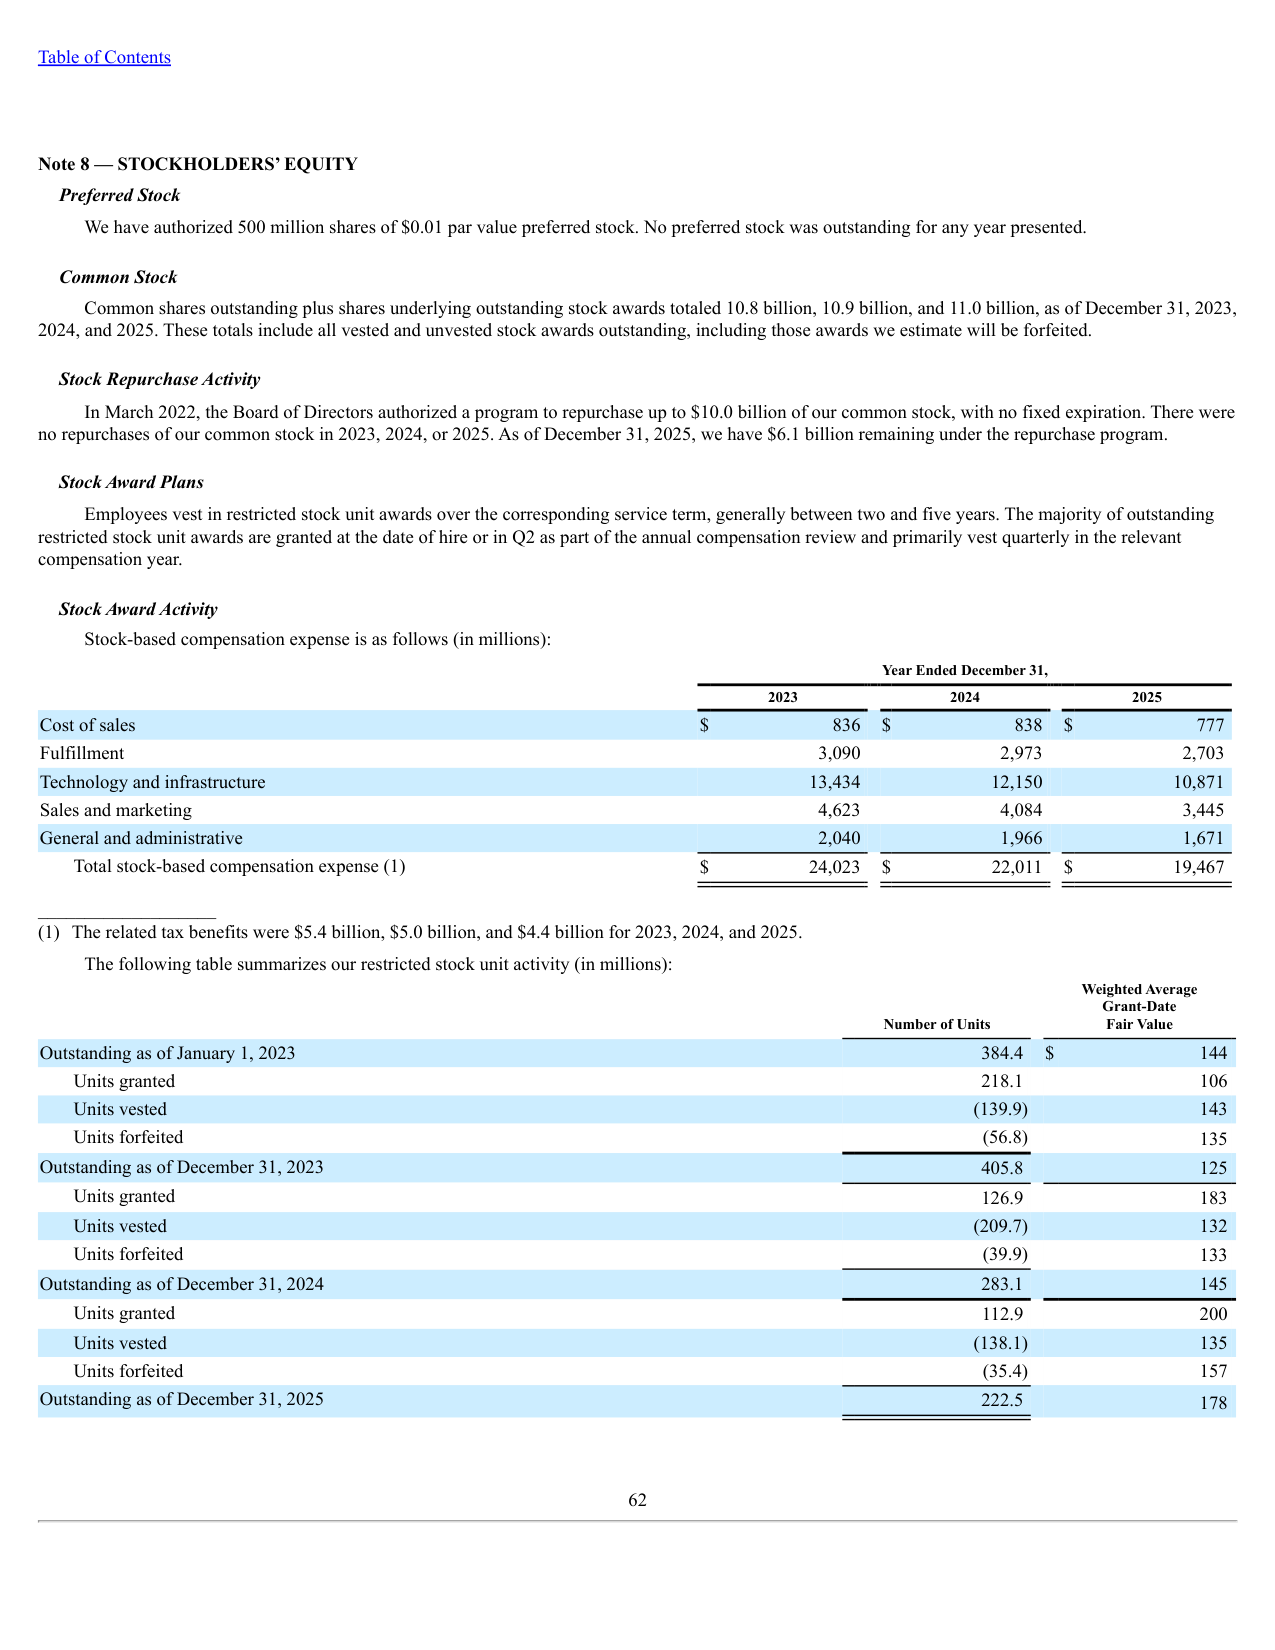 Table of Contents
Note 8 — STOCKHOLDERS’ EQUITY
Preferred Stock
We have authorized 500 million shares of $0.01 par value preferred stock. No preferred stock was outstanding for any year presented.
Common Stock
Common shares outstanding plus shares underlying outstanding stock awards totaled 10.8 billion, 10.9 billion, and 11.0 billion, as of December 31, 2023,
2024, and 2025. These totals include all vested and unvested stock awards outstanding, including those awards we estimate will be forfeited.
Stock Repurchase Activity
In March 2022, the Board of Directors authorized a program to repurchase up to $10.0 billion of our common stock, with no fixed expiration. There were
no repurchases of our common stock in 2023, 2024, or 2025. As of December 31, 2025, we have $6.1 billion remaining under the repurchase program.
Stock Award Plans
Employees vest in restricted stock unit awards over the corresponding service term, generally between two and five years. The majority of outstanding
restricted stock unit awards are granted at the date of hire or in Q2 as part of the annual compensation review and primarily vest quarterly in the relevant
compensation year.
Stock Award Activity
Stock-based compensation expense is as follows (in millions):
Year Ended December 31,
2023 2024 2025
Cost of sales $ 836 $ 838 $ 777
Fulfillment 3,090 2,973 2,703
Technology and infrastructure 13,434 12,150 10,871
Sales and marketing 4,623 4,084 3,445
General and administrative 2,040 1,966 1,671
Total stock-based compensation expense (1) $ 24,023 $ 22,011 $ 19,467
(1) The related tax benefits were $5.4 billion, $5.0 billion, and $4.4 billion for 2023, 2024, and 2025.
The following table summarizes our restricted stock unit activity (in millions):
Weighted Average
Grant-Date
Number of Units Fair Value
Outstanding as of January 1, 2023 384.4 $ 144
Units granted 218.1 106
Units vested (139.9) 143
Units forfeited (56.8) 135
Outstanding as of December 31, 2023 405.8 125
Units granted 126.9 183
Units vested (209.7) 132
Units forfeited (39.9) 133
Outstanding as of December 31, 2024 283.1 145
Units granted 112.9 200
Units vested (138.1) 135
Units forfeited (35.4) 157
Outstanding as of December 31, 2025 222.5 178
62